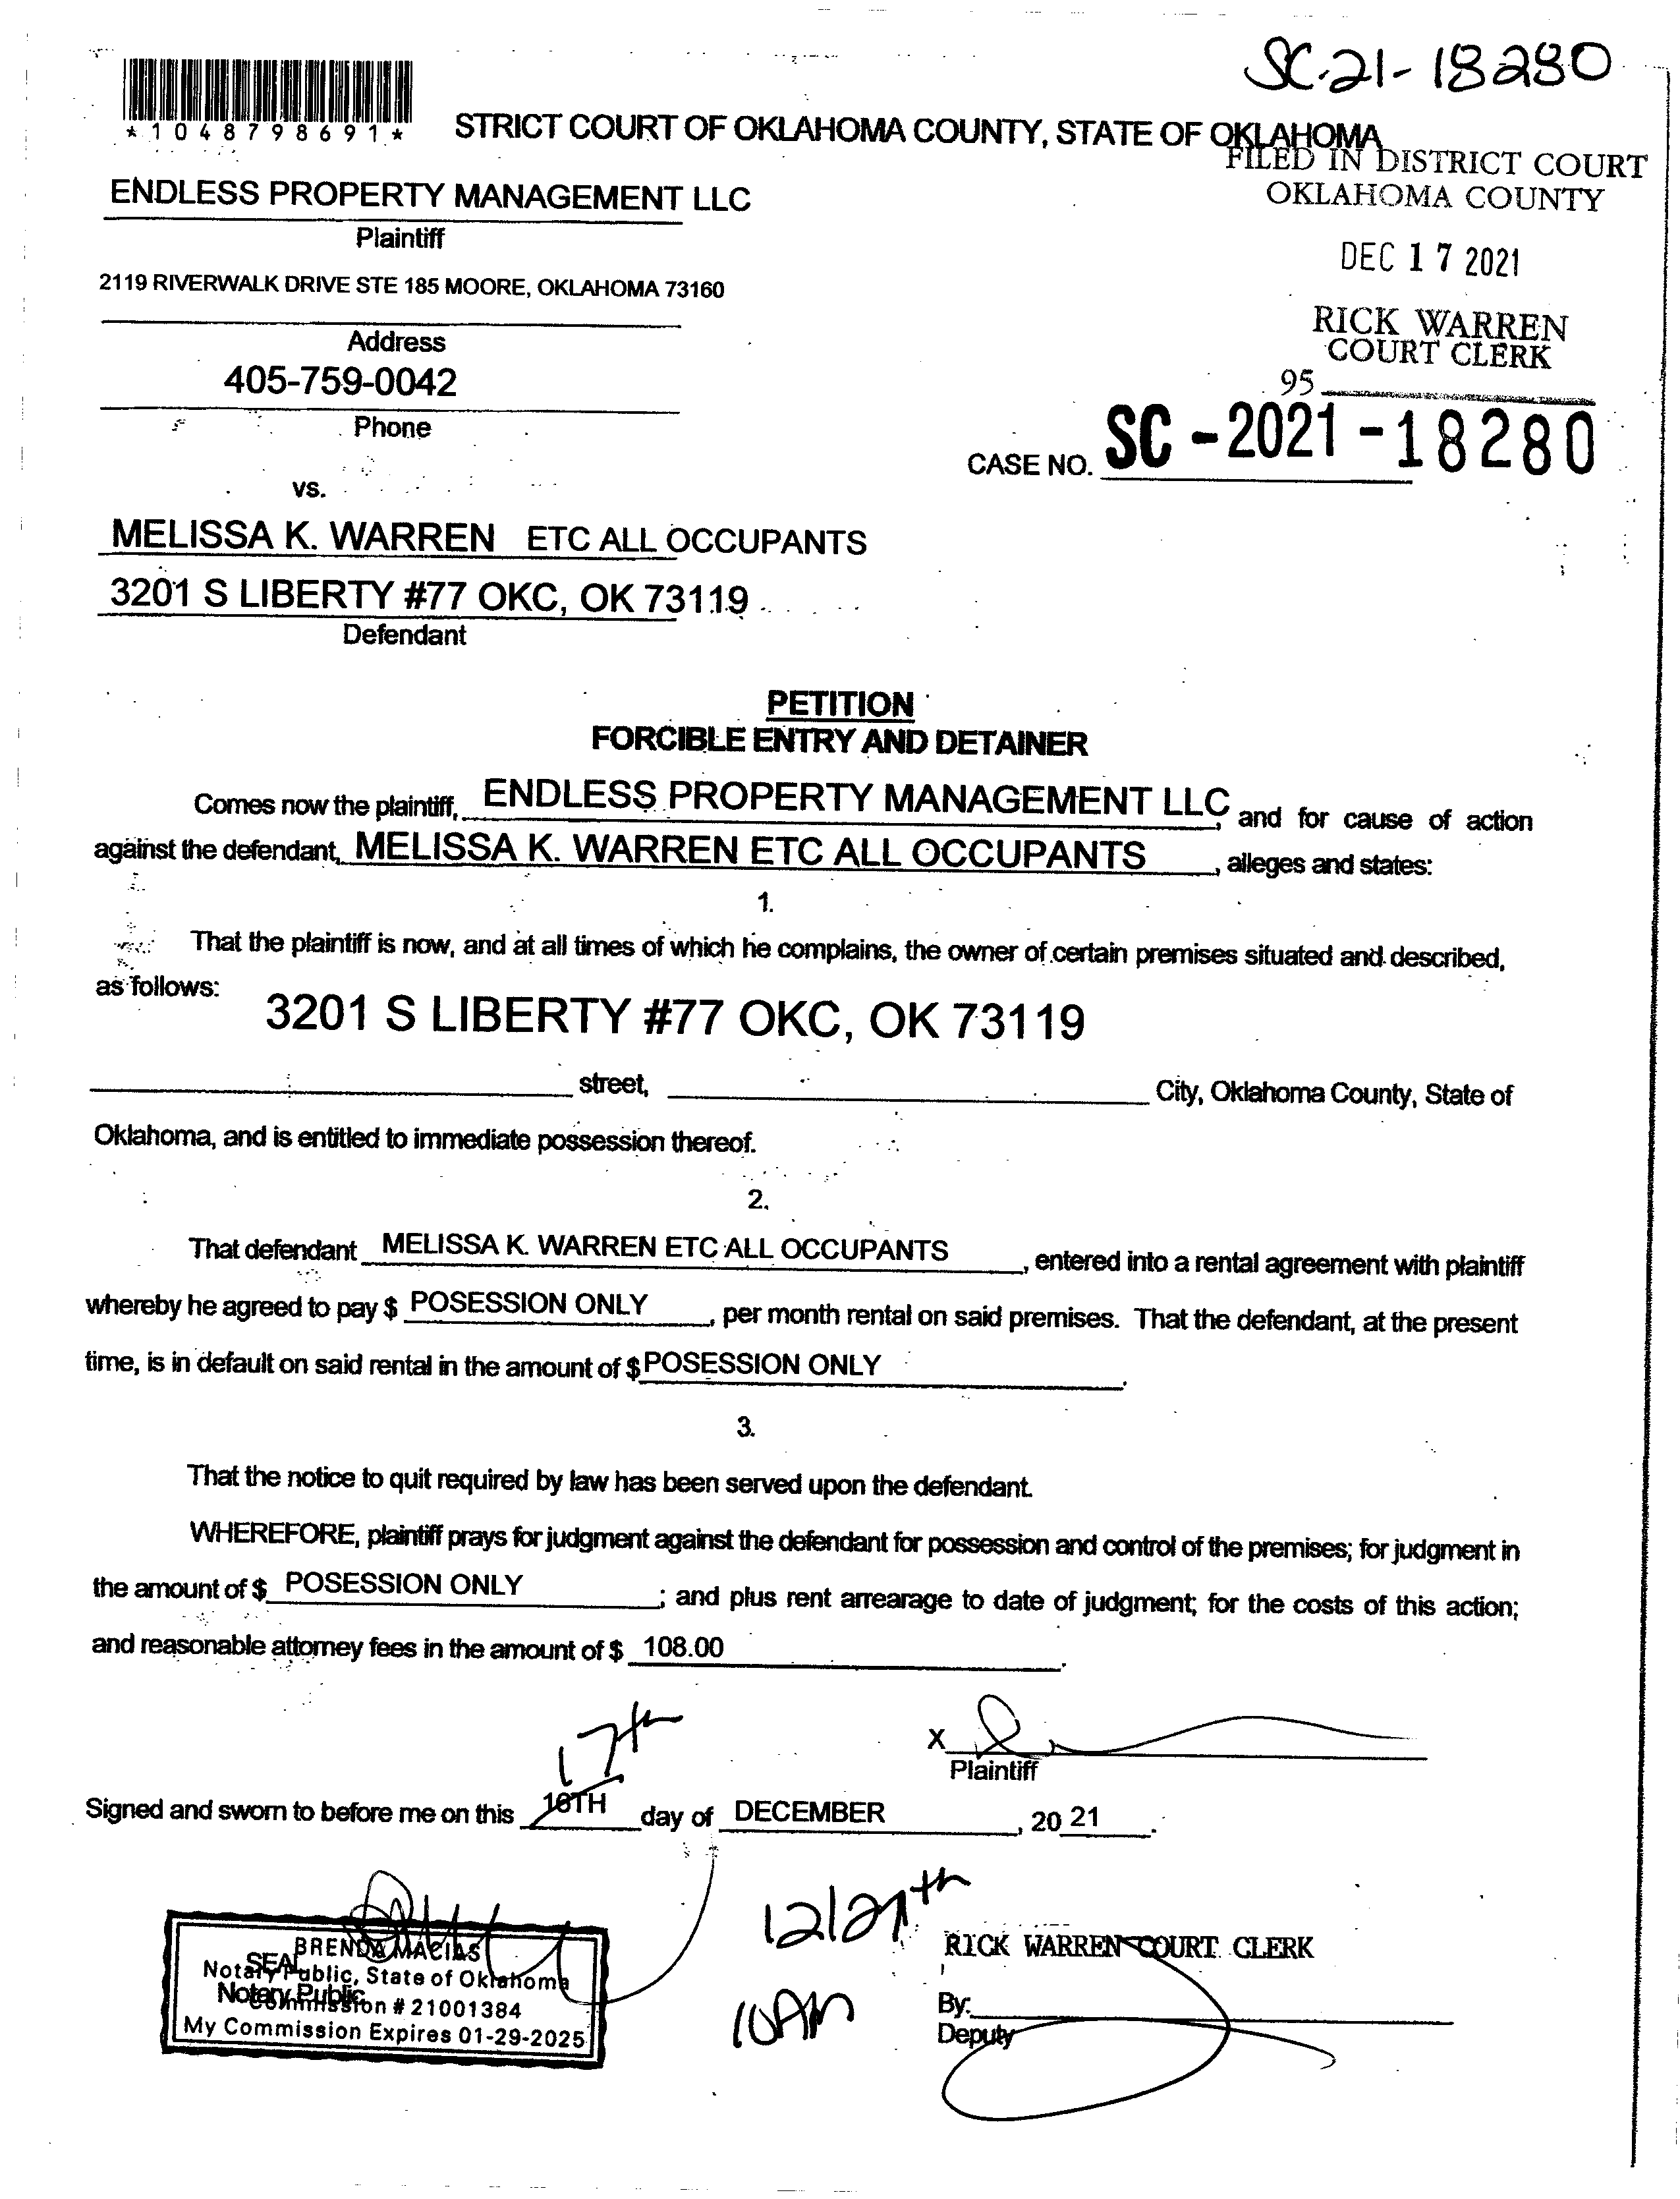 SC-21-18280
*1048798691*
STRICT COURT OF OKLAHOMA COUNTY, STATE OF OKLAHOMA
FILED IN DISTRICT COURT
OKLAHOMA COUNTY
ENDLESS PROPERTY MANAGEMENT LLC
Plaintiff
DEC 17 2021
2119 RIVERWALK DRIVE STE 185 MOORE, OKLAHOMA 73160
RICK WARREN
COURT CLERK
Address
95
405-759-0042
Phone
CASE NO. SC-2021-18280
vs.
MELISSA K. WARREN ETC ALL OCCUPANTS
3201 S LIBERTY #77 OKC, OK 73119
Defendant
PETITION
FORCIBLE ENTRY AND DETAINER
Comes now the plaintiff, ENDLESS PROPERTY MANAGEMENT LLC, and for cause of action
against the defendant, MELISSA K. WARREN ETC ALL OCCUPANTS, alleges and states:
1.
That the plaintiff is now, and at all times of which he complains, the owner of certain premises situated and described,
as follows:
3201 S LIBERTY #77 OKC, OK 73119
street, City, Oklahoma County, State of
Oklahoma, and is entitled to immediate possession thereof.
2.
That defendant MELISSA K. WARREN ETC ALL OCCUPANTS, entered into a rental agreement with plaintiff
whereby he agreed to pay $ POSESSION ONLY, per month rental on said premises. That the defendant, at the present
time, is in default on said rental in the amount of $ POSESSION ONLY.
3.
That the notice to quit required by law has been served upon the defendant.
WHEREFORE, plaintiff prays for judgment against the defendant for possession and control of the premises; for judgment in
the amount of $ POSESSION ONLY; and plus rent arrearage to date of judgment; for the costs of this action;
and reasonable attorney fees in the amount of $ 108.00.
17th
X
Plaintiff
Signed and sworn to before me on this 16TH day of DECEMBER, 20 21.
12/27th
10AM
BRENDA MACIAS
SEAL
Notary Public, State of Oklahoma
Notary Public
Commission # 21001384
My Commission Expires 01-29-2025
RICK WARREN COURT CLERK
By:
Deputy